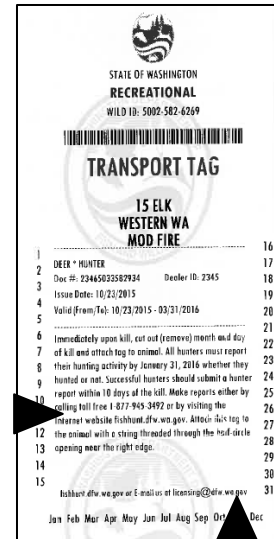 STATE OF WASHINGTON
RECREATIONAL
WILD ID: 5002-582-6269
TRANSPORT TAG
15 ELK
WESTERN WA
MOD FIRE
DEER * HUNTER
Doc #: 23465033582934 Dealer ID: 2345
Issue Date: 10/23/2015
Valid (From/To): 10/23/2015 - 03/31/2016
Immediately upon kill, cut out (remove) month and day
of kill and attach tag to animal. All hunters must report
their hunting activity by January 31, 2016 whether they
hunted or not. Successful hunters should submit a hunter
report within 10 days of the kill. Make reports either by
calling toll free 1-877-945-3492 or by visiting the
internet website fishhunt.dfw.wa.gov. Attach this tag to
the animal with a string threaded through the half-circle
opening near the right edge.
fishhunt.dfw.wa.gov or E-mail us at licensing@dfw.wa.gov
Jan Feb Mar Apr May Jun Jul Aug Sep Oct Dec
1
2
3
4
5
6
7
8
9
10
12
13
14
15
16
17
18
19
20
21
22
23
24
25
26
27
28
29
30
31